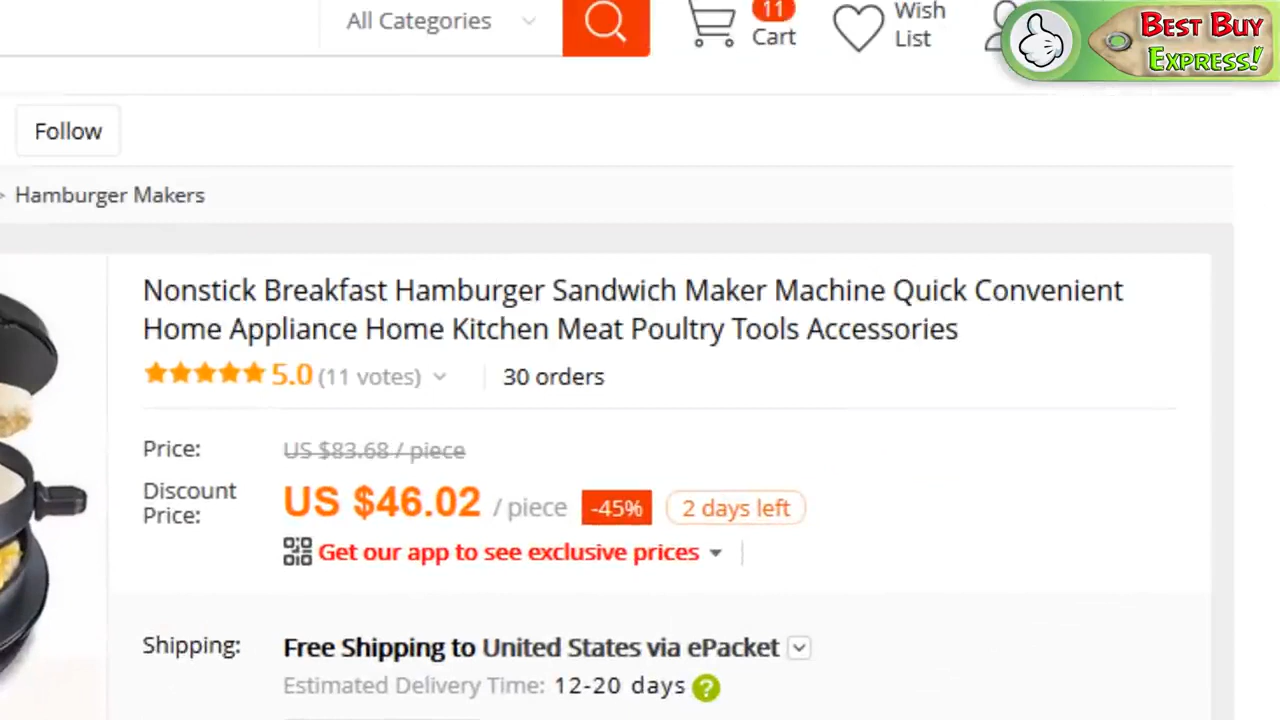 All Categories
11
Cart
Wish
List
BEST BUY
EXPRESS!
Follow
> Hamburger Makers
Nonstick Breakfast Hamburger Sandwich Maker Machine Quick Convenient
Home Appliance Home Kitchen Meat Poultry Tools Accessories
5.0 (11 votes)
30 orders
Price: US $83.68 / piece
Discount
Price:
US $46.02 / piece -45% 2 days left
Get our app to see exclusive prices
Shipping: Free Shipping to United States via ePacket
Estimated Delivery Time: 12-20 days ?